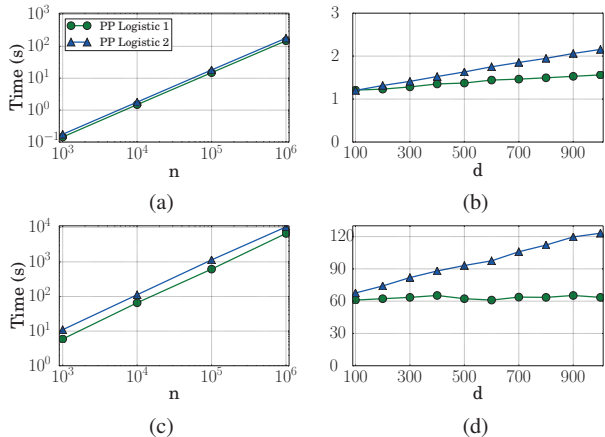 10^3
10^2
10^1
10^0
10^-1
Time (s)
PP Logistic 1
PP Logistic 2
10^3 10^4 10^5 10^6
n
(a)
3
2
1
0
100 300 500 700 900
d
(b)
10^4
10^3
10^2
10^1
10^0
Time (s)
10^3 10^4 10^5 10^6
n
(c)
120
90
60
30
0
100 300 500 700 900
d
(d)